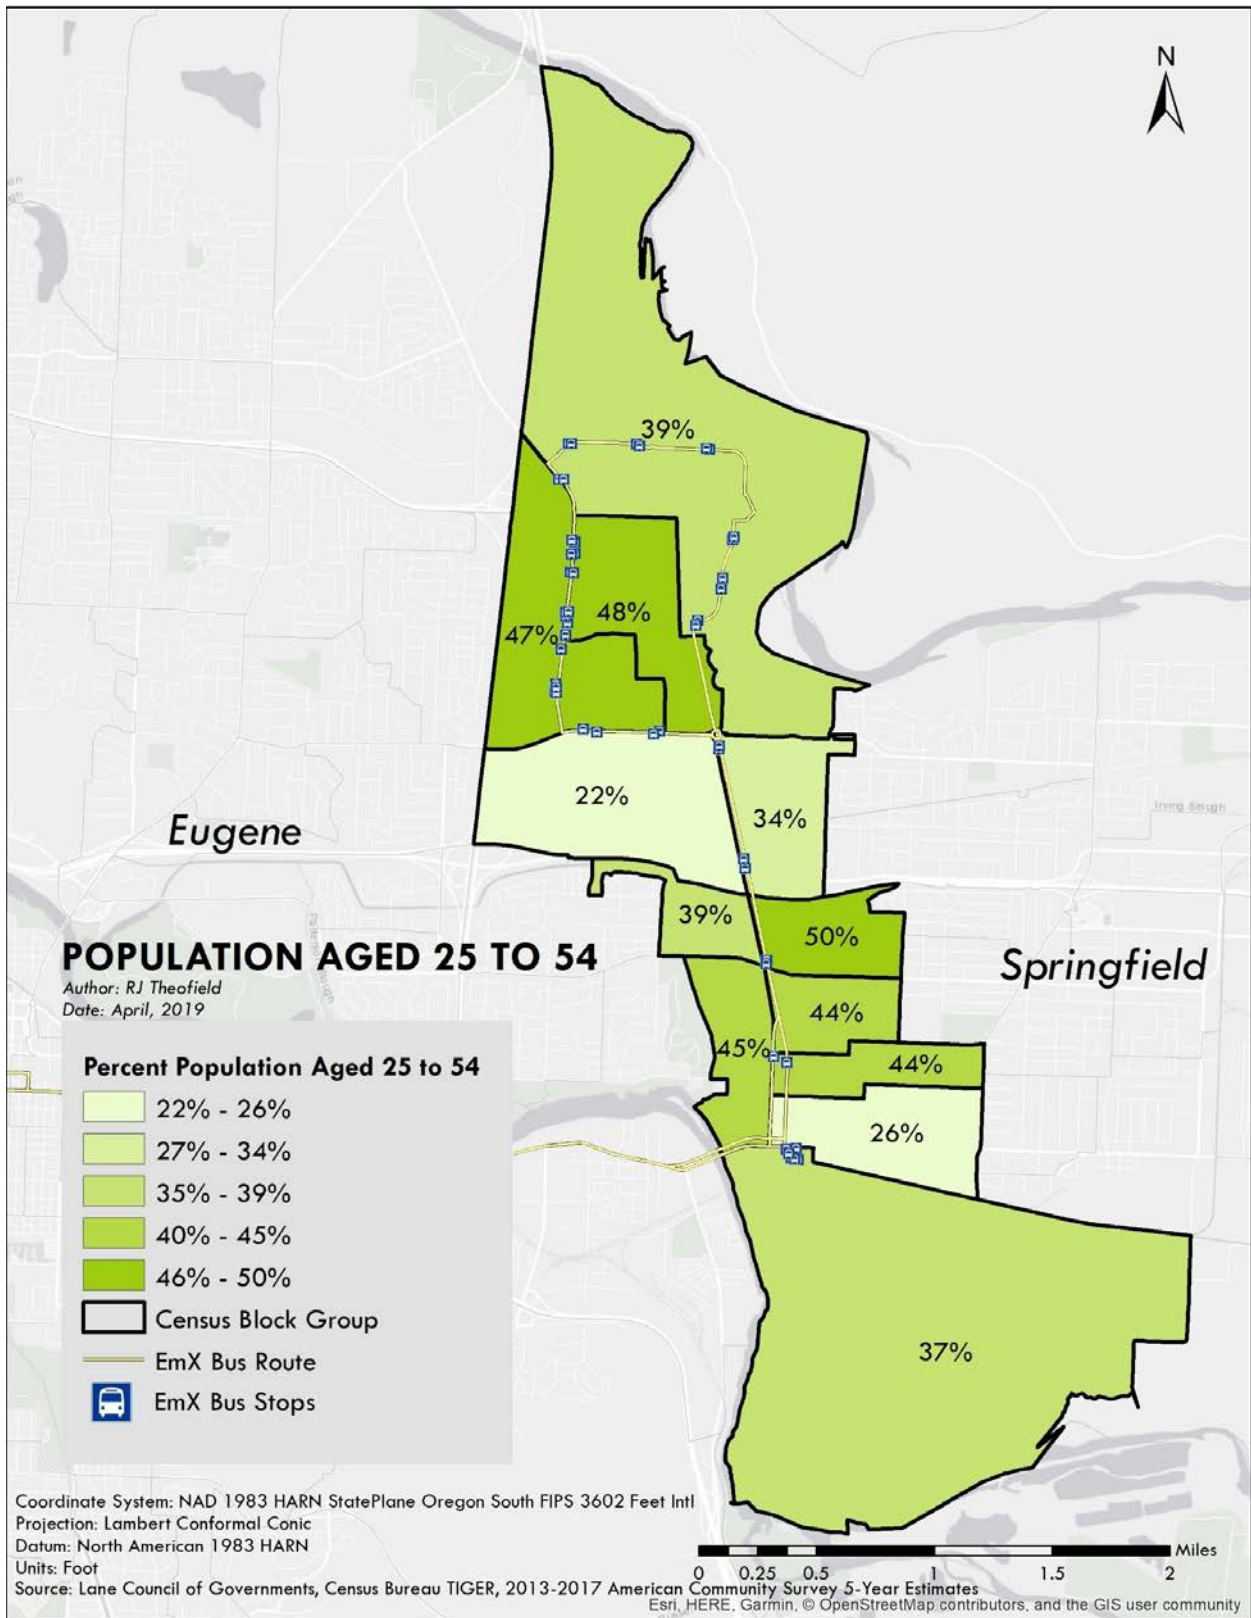 N
39%
48%
47%
22%
34%
Irving Slough
Eugene
39%
50%
POPULATION AGED 25 TO 54
Springfield
Author: RJ Theofield
Date: April, 2019
44%
45%
44%
26%
Percent Population Aged 25 to 54
22% - 26%
27% - 34%
35% - 39%
40% - 45%
46% - 50%
Census Block Group
EmX Bus Route
EmX Bus Stops
37%
Coordinate System: NAD 1983 HARN StatePlane Oregon South FIPS 3602 Feet Intl
Projection: Lambert Conformal Conic
Datum: North American 1983 HARN
Units: Foot
Miles
0 0.25 0.5 1 1.5 2
Source: Lane Council of Governments, Census Bureau TIGER, 2013-2017 American Community Survey 5-Year Estimates
Esri, HERE, Garmin, © OpenStreetMap contributors, and the GIS user community